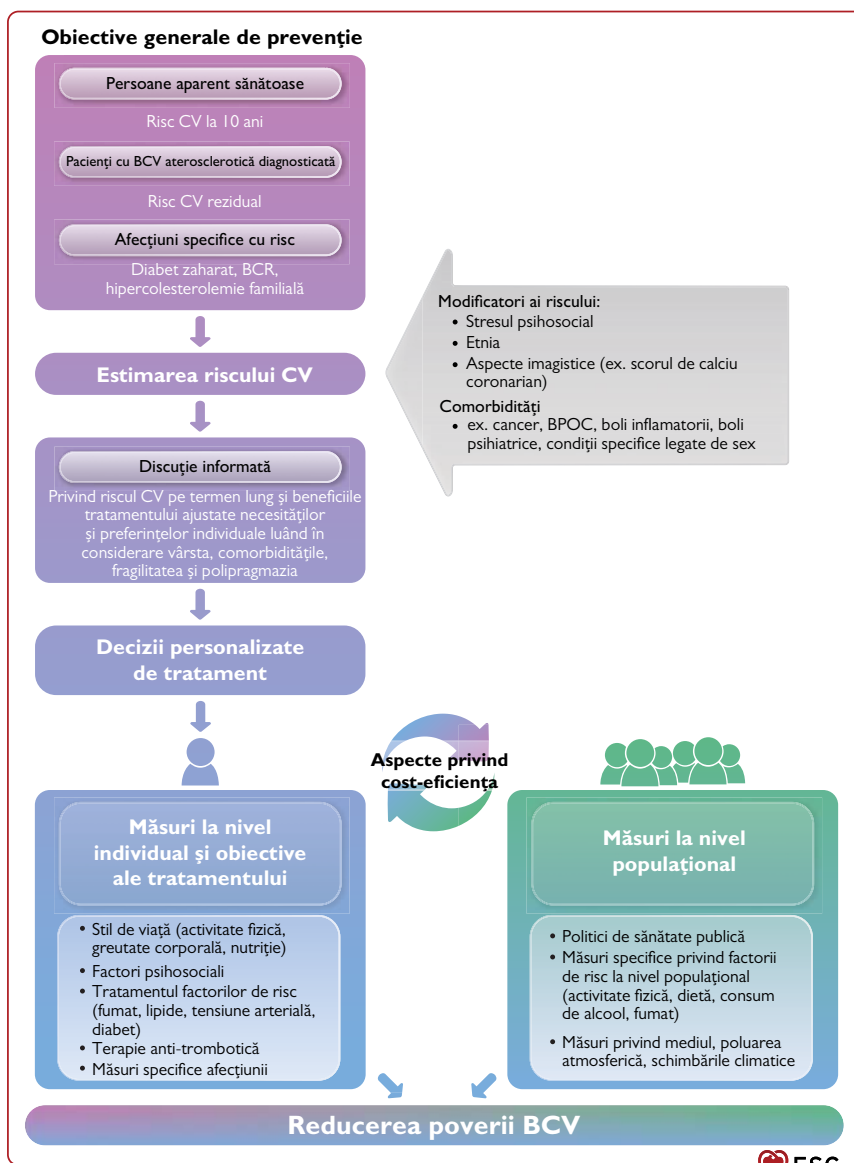 Obiective generale de prevenție
Persoane aparent sănătoase
Risc CV la 10 ani
Pacienți cu BCV aterosclerotică diagnosticată
Risc CV rezidual
Afecțiuni specifice cu risc
Diabet zaharat, BCR,
hipercolesterolemie familială
Modificatori ai riscului:
• Stresul psihosocial
• Etnia
• Aspecte imagistice (ex. scorul de calciu
coronarian)
Comorbidități
• ex. cancer, BPOC, boli inflamatorii, boli
psihiatrice, condiții specifice legate de sex
Estimarea riscului CV
Discuție informată
Privind riscul CV pe termen lung și beneficiile
tratamentului ajustate necesităților
și preferințelor individuale luând în
considerare vârsta, comorbiditățile,
fragilitatea și polipragmazia
Decizii personalizate
de tratament
Aspecte privind
cost-eficiența
Măsuri la nivel
individual și obiective
ale tratamentului
• Stil de viață (activitate fizică,
greutate corporală, nutriție)
• Factori psihosociali
• Tratamentul factorilor de risc
(fumat, lipide, tensiune arterială,
diabet)
• Terapie anti-trombotică
• Măsuri specifice afecțiunii
Măsuri la nivel
populațional
• Politici de sănătate publică
• Măsuri specifice privind factorii
de risc la nivel populațional
(activitate fizică, dietă, consum
de alcool, fumat)
• Măsuri privind mediul, poluarea
atmosferică, schimbările climatice
Reducerea poverii BCV
ESC